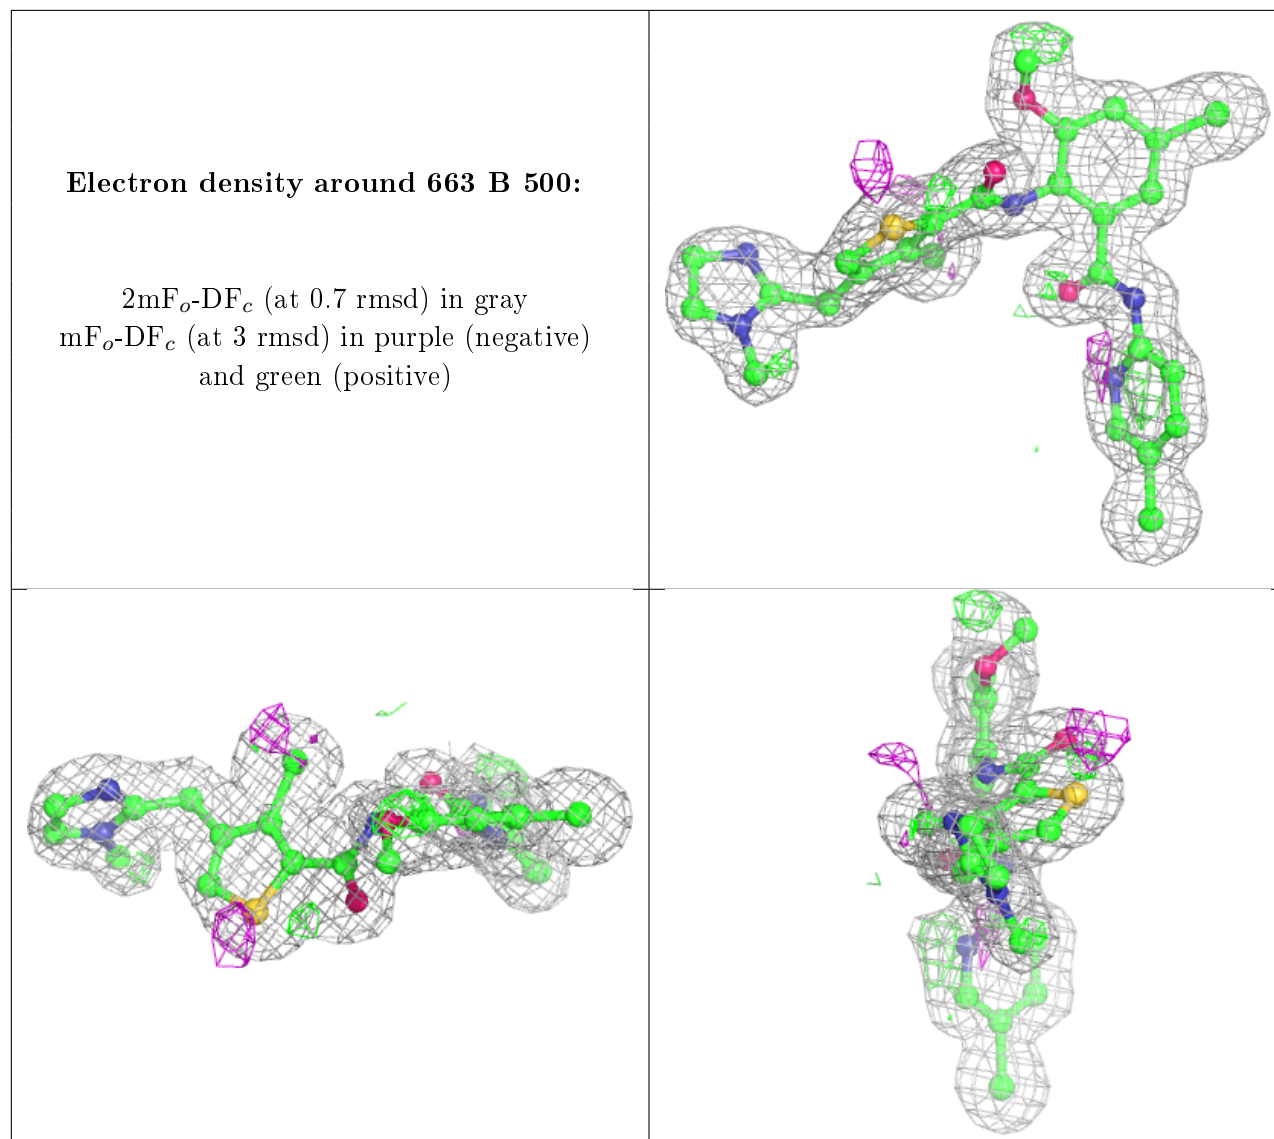 Electron density around 663 B 500:
2mFₒ-DF𝑐 (at 0.7 rmsd) in gray
mFₒ-DF𝑐 (at 3 rmsd) in purple (negative)
and green (positive)